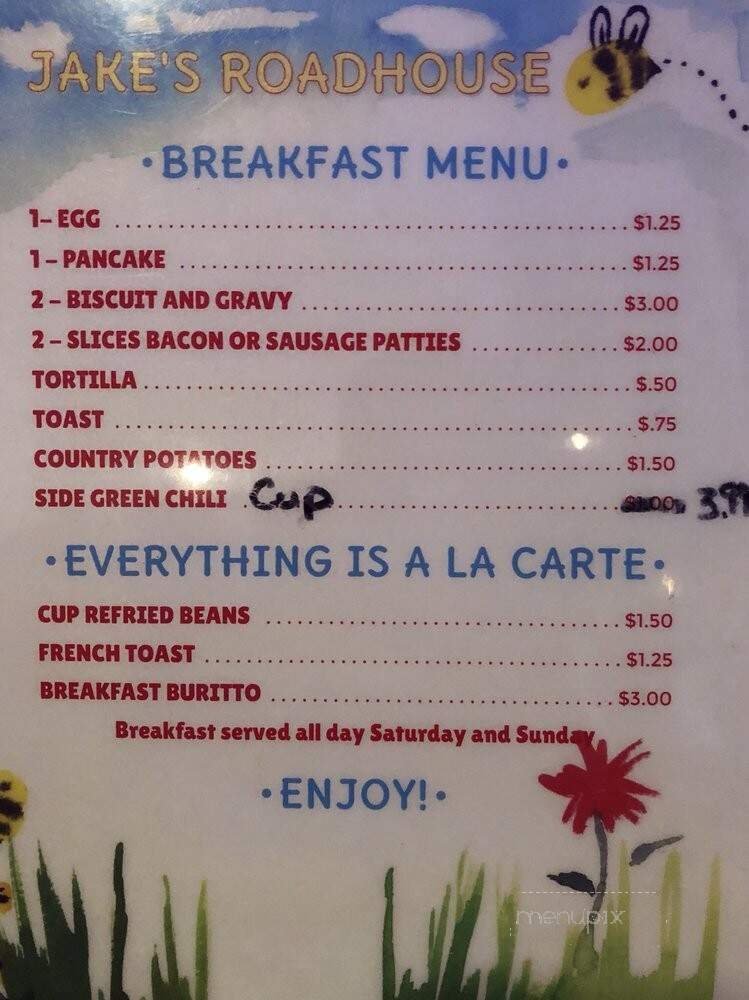 JAKE'S ROADHOUSE
·BREAKFAST MENU·
1- EGG ........ $1.25
1 - PANCAKE ........ $1.25
2 - BISCUIT AND GRAVY ........ $3.00
2 - SLICES BACON OR SAUSAGE PATTIES ........ $2.00
TORTILLA ........ $.50
TOAST ........ $.75
COUNTRY POTATOES ........ $1.50
SIDE GREEN CHILI Cup ........ $1.00
·EVERYTHING IS A LA CARTE·
CUP REFRIED BEANS ........ $1.50
FRENCH TOAST ........ $1.25
BREAKFAST BURITTO ........ $3.00
Breakfast served all day Saturday and Sunday
·ENJOY!·
menupix